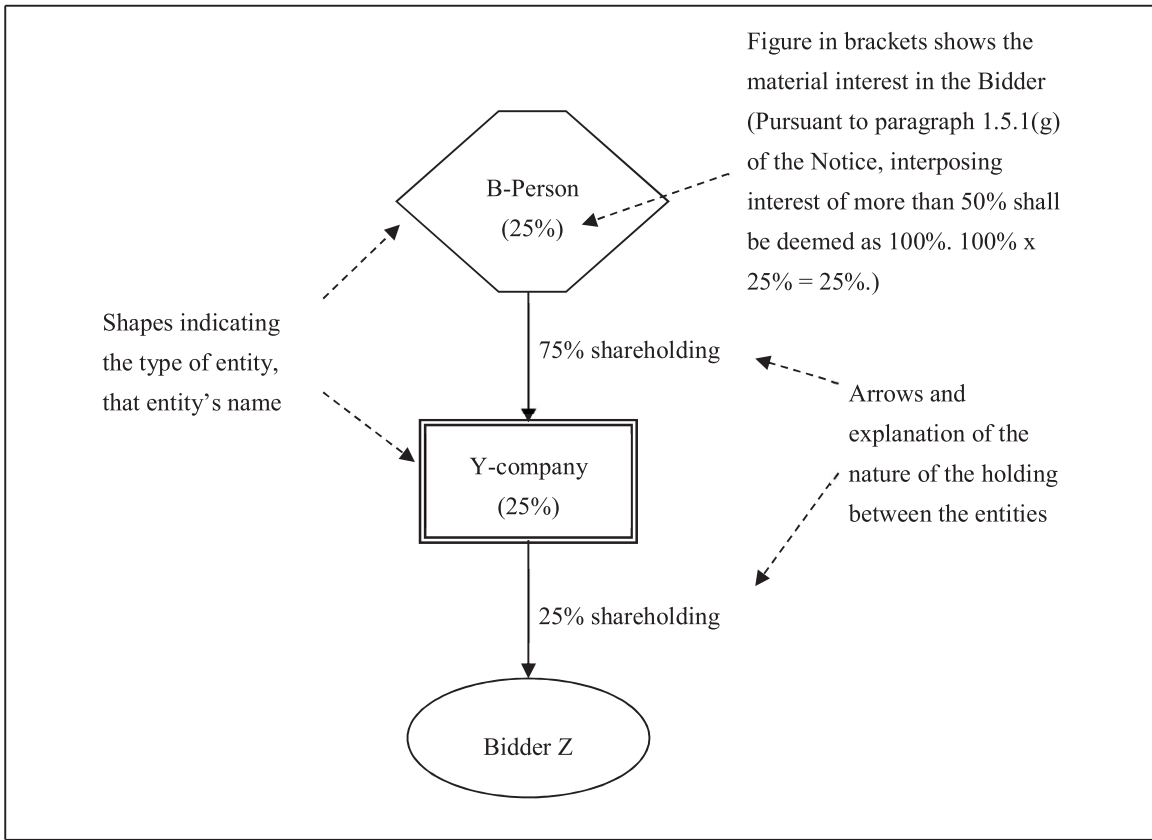 Figure in brackets shows the
material interest in the Bidder
(Pursuant to paragraph 1.5.1(g)
of the Notice, interposing
interest of more than 50% shall
be deemed as 100%. 100% x
25% = 25%.)
B-Person
(25%)
Shapes indicating
the type of entity,
that entity’s name
75% shareholding
Arrows and
explanation of the
nature of the holding
between the entities
Y-company
(25%)
25% shareholding
Bidder Z